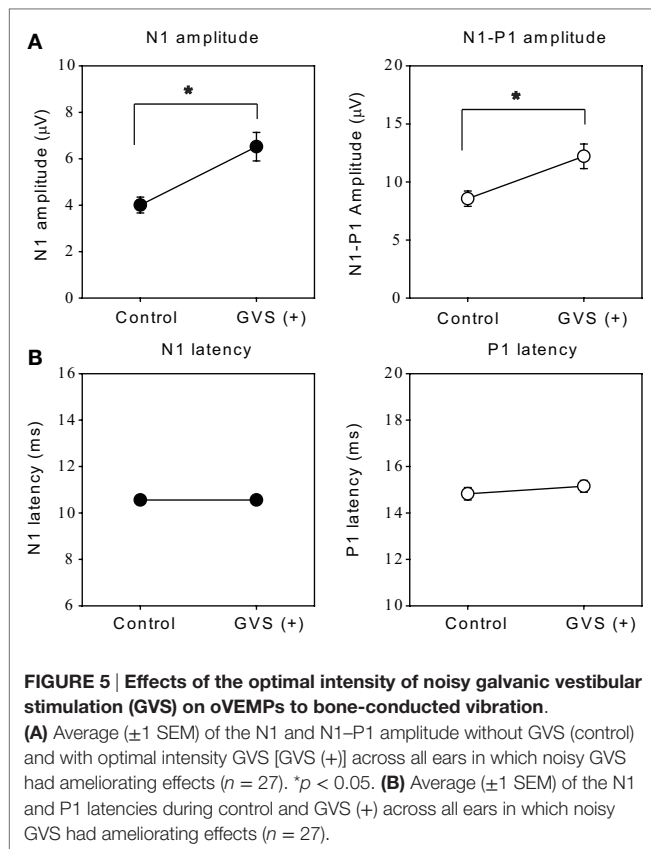 A
N1 amplitude
N1-P1 amplitude
10
8
6
4
2
0
N1 amplitude (μV)
*
Control
GVS (+)
20
15
10
5
0
N1-P1 Amplitude (μV)
*
Control
GVS (+)
B
N1 latency
P1 latency
16
14
12
10
8
6
N1 latency (ms)
Control
GVS (+)
20
18
16
14
12
10
P1 latency (ms)
Control
GVS (+)
FIGURE 5 | Effects of the optimal intensity of noisy galvanic vestibular
stimulation (GVS) on oVEMPs to bone-conducted vibration.
(A) Average (±1 SEM) of the N1 and N1–P1 amplitude without GVS (control)
and with optimal intensity GVS [GVS (+)] across all ears in which noisy GVS
had ameliorating effects (n = 27). *p < 0.05. (B) Average (±1 SEM) of the N1
and P1 latencies during control and GVS (+) across all ears in which noisy
GVS had ameliorating effects (n = 27).